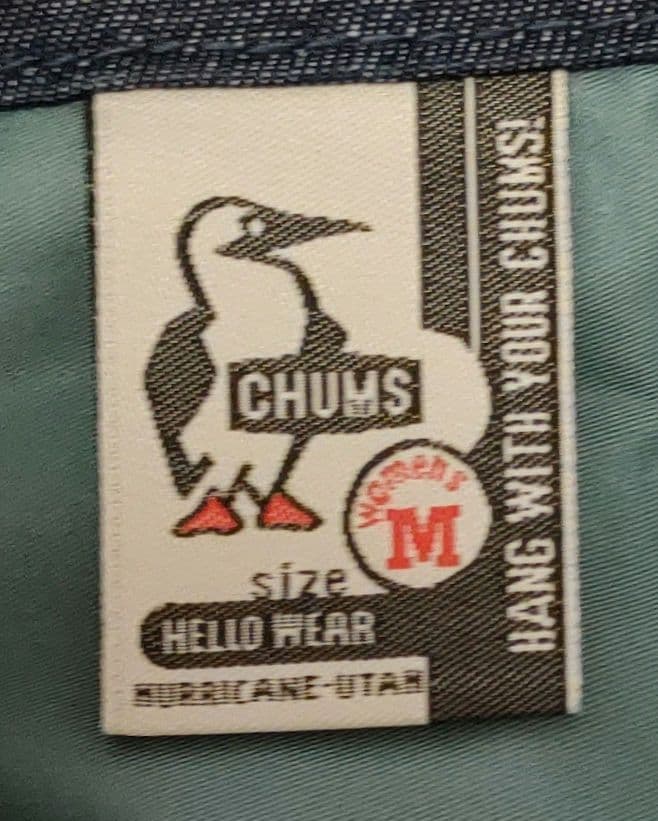 CHUMS
women's
M
size
HELLO WEAR
HURRICANE-UTAH
HANG WITH YOUR CHUMS!